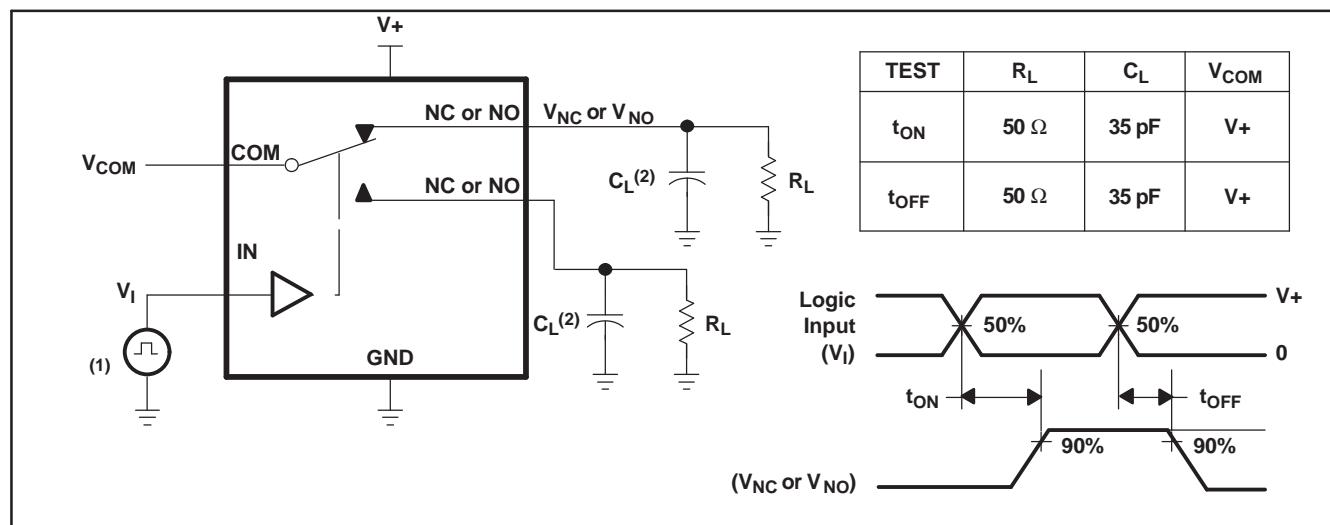 V+
NC or NO
V_NC or V_NO
COM
V_COM
C_L(2)
R_L
NC or NO
IN
V_I
C_L(2)
R_L
(1)
GND
TEST R_L C_L V_COM
t_ON 50 Ω 35 pF V+
t_OFF 50 Ω 35 pF V+
Logic
Input
(V_I)
V+
50%
50%
0
t_ON
t_OFF
90%
90%
(V_NC or V_NO)